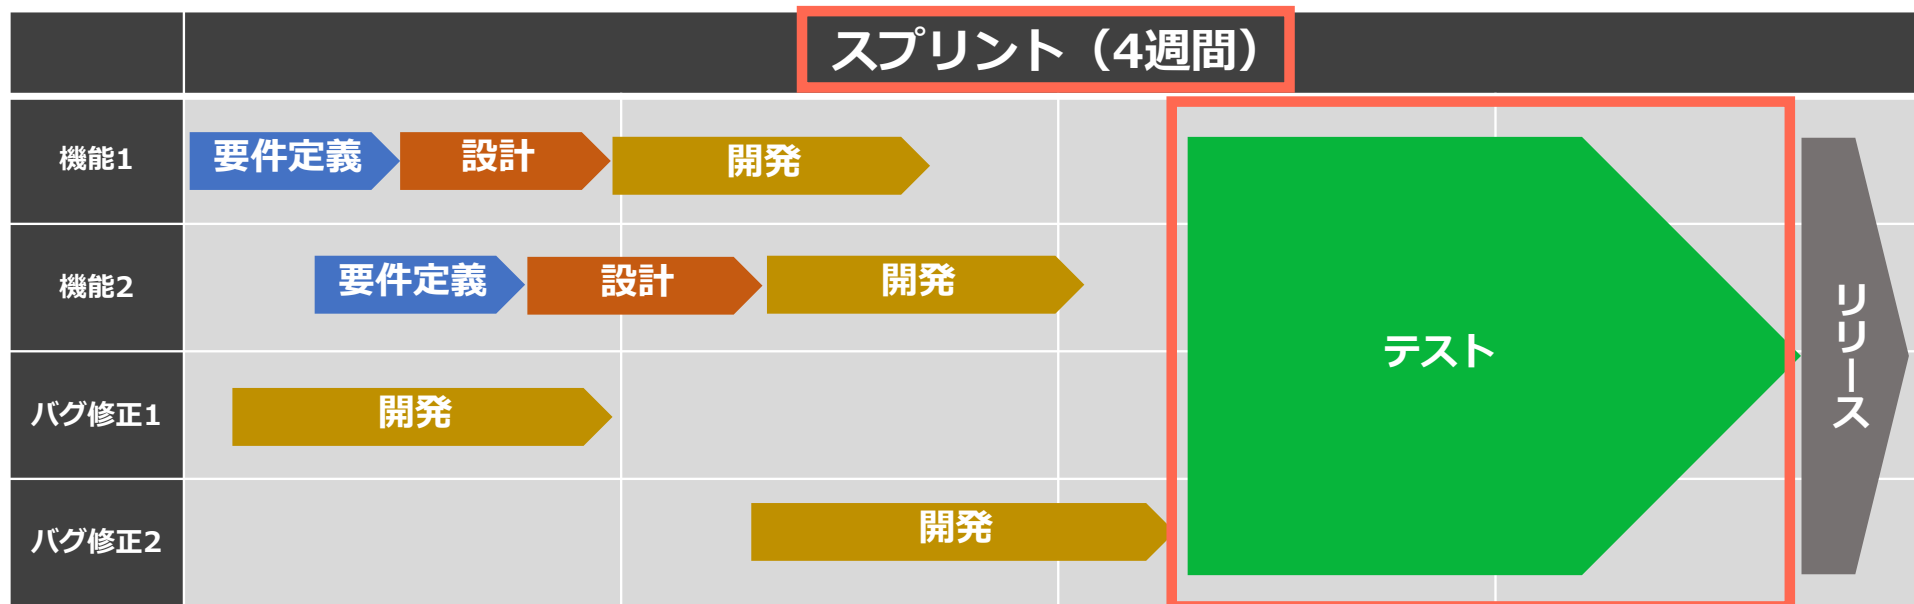 スプリント（4週間）
機能1
要件定義
設計
開発
機能2
要件定義
設計
開発
バグ修正1
開発
バグ修正2
開発
テスト
リリース